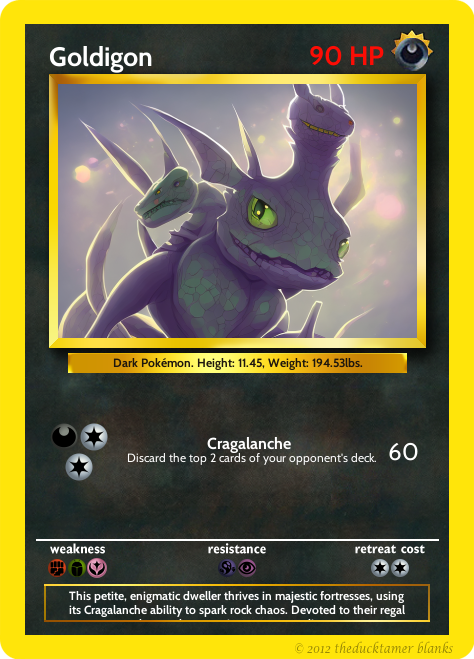 Goldigon
90 HP
Dark Pokémon. Height: 11.45, Weight: 194.53lbs.
Cragalanche
Discard the top 2 cards of your opponent's deck.
60
weakness
resistance
retreat cost
This petite, enigmatic dweller thrives in majestic fortresses, using
its Cragalanche ability to spark rock chaos. Devoted to their regal
© 2012 theducktamer blanks